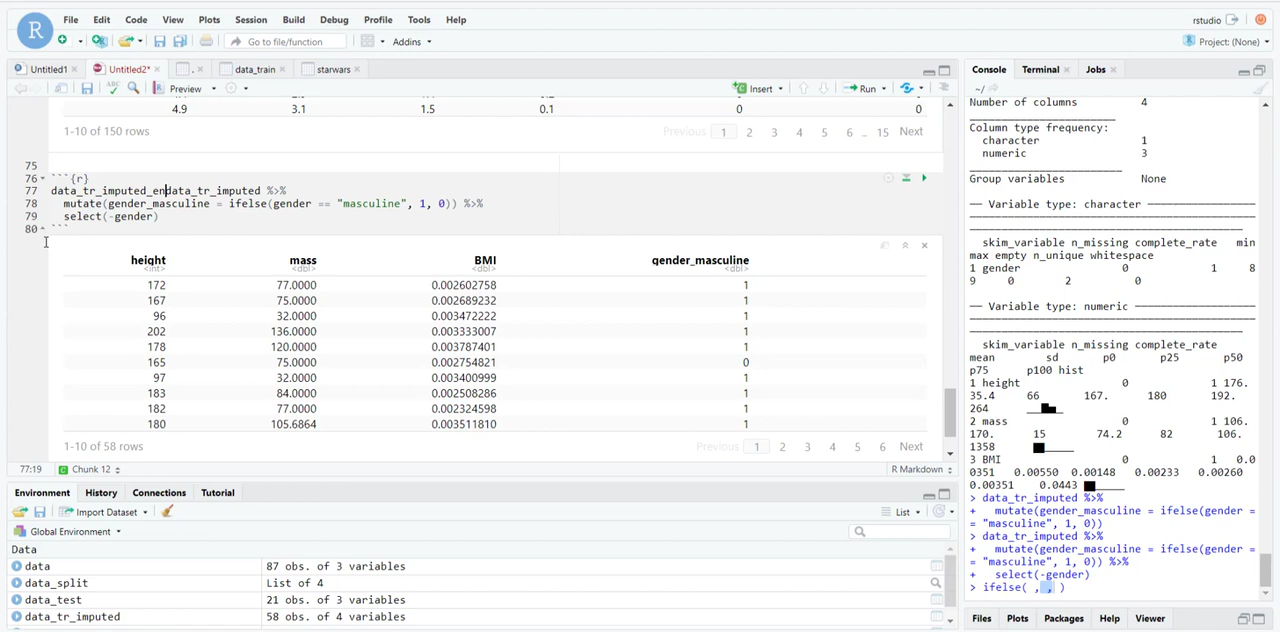 File Edit Code View Plots Session Build Debug Profile Tools Help
rstudio
R
Go to file/function
Addins
Project: (None)
Untitled1
Untitled2*
.
data_train
starwars
Preview
Insert
Run
4.9 3.1 1.5 0.1 0 0
1-10 of 150 rows
Previous 1 2 3 4 5 6 … 15 Next
75
76 ```{r}
77 data_tr_imputed_endata_tr_imputed %>%
78 mutate(gender_masculine = ifelse(gender == "masculine", 1, 0)) %>%
79 select(-gender)
80 ```
height mass BMI gender_masculine
<int> <dbl> <dbl> <dbl>
172 77.0000 0.002602758 1
167 75.0000 0.002689232 1
96 32.0000 0.003472222 1
202 136.0000 0.003333007 1
178 120.0000 0.003787401 1
165 75.0000 0.002754821 0
97 32.0000 0.003400999 1
183 84.0000 0.002508286 1
182 77.0000 0.002324598 1
180 105.6864 0.003511810 1
1-10 of 58 rows
Previous 1 2 3 4 5 6 Next
77:19
Chunk 12
R Markdown
Environment History Connections Tutorial
Import Dataset
List
Global Environment
Data
data 87 obs. of 3 variables
data_split List of 4
data_test 21 obs. of 3 variables
data_tr_imputed 58 obs. of 4 variables
Console Terminal Jobs
~/
Number of columns 4
Column type frequency:
character 1
numeric 3
Group variables None
── Variable type: character
skim_variable n_missing complete_rate min
max empty n_unique whitespace
1 gender 0 1 8
9 0 2 0
── Variable type: numeric
skim_variable n_missing complete_rate
mean sd p0 p25 p50
p75 p100 hist
1 height 0 1 176.
35.4 66 167. 180 192.
264
2 mass 0 1 106.
170. 15 74.2 82 106.
1358
3 BMI 0 1 0.0
0351 0.00550 0.00148 0.00233 0.00260
0.00351 0.0443
> data_tr_imputed %>%
+ mutate(gender_masculine = ifelse(gender =
= "masculine", 1, 0))
> data_tr_imputed %>%
+ mutate(gender_masculine = ifelse(gender =
= "masculine", 1, 0)) %>%
+ select(-gender)
> ifelse( , , )
Files Plots Packages Help Viewer